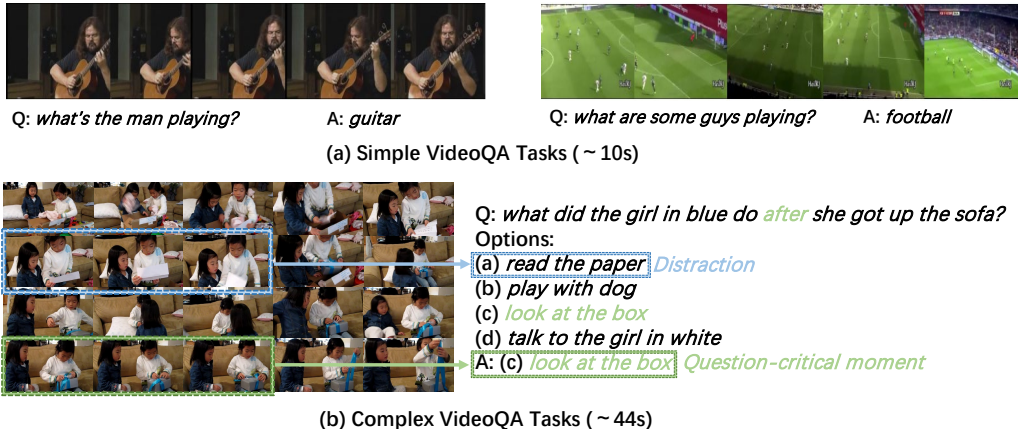 Q: what's the man playing? A: guitar
Q: what are some guys playing? A: football
(a) Simple VideoQA Tasks ( ~ 10s)
Q: what did the girl in blue do after she got up the sofa?
Options:
(a) read the paper Distraction
(b) play with dog
(c) look at the box
(d) talk to the girl in white
A: (c) look at the box Question-critical moment
(b) Complex VideoQA Tasks ( ~ 44s)